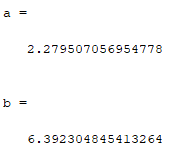 a =
2.279507056954778
b =
6.392304845413264